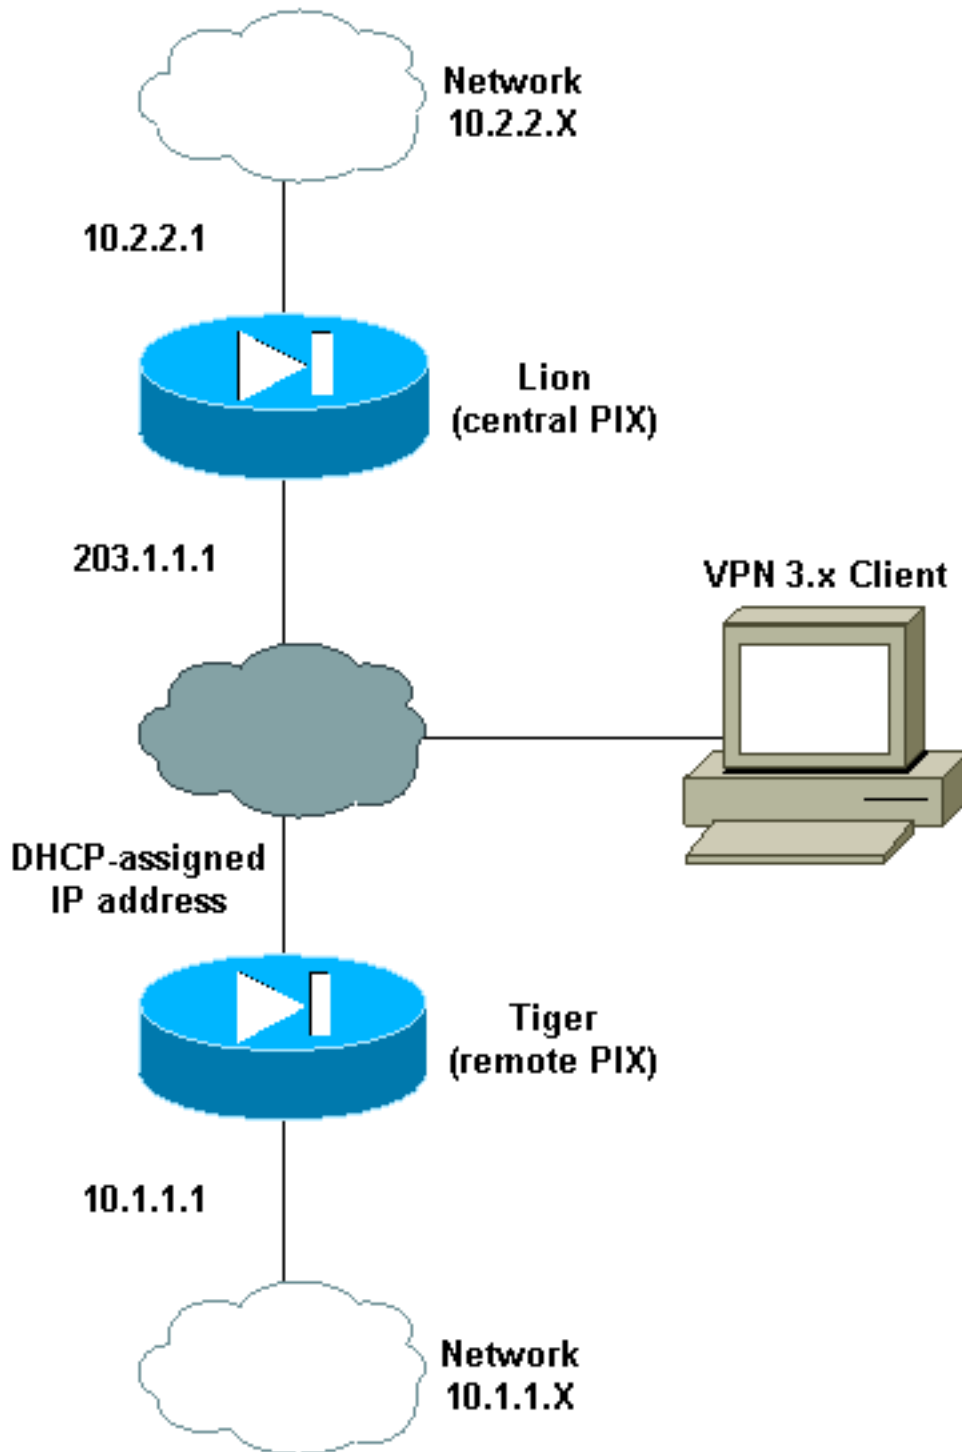 Network
10.2.2.X
10.2.2.1
Lion
(central PIX)
203.1.1.1
VPN 3.x Client
DHCP-assigned
IP address
Tiger
(remote PIX)
10.1.1.1
Network
10.1.1.X